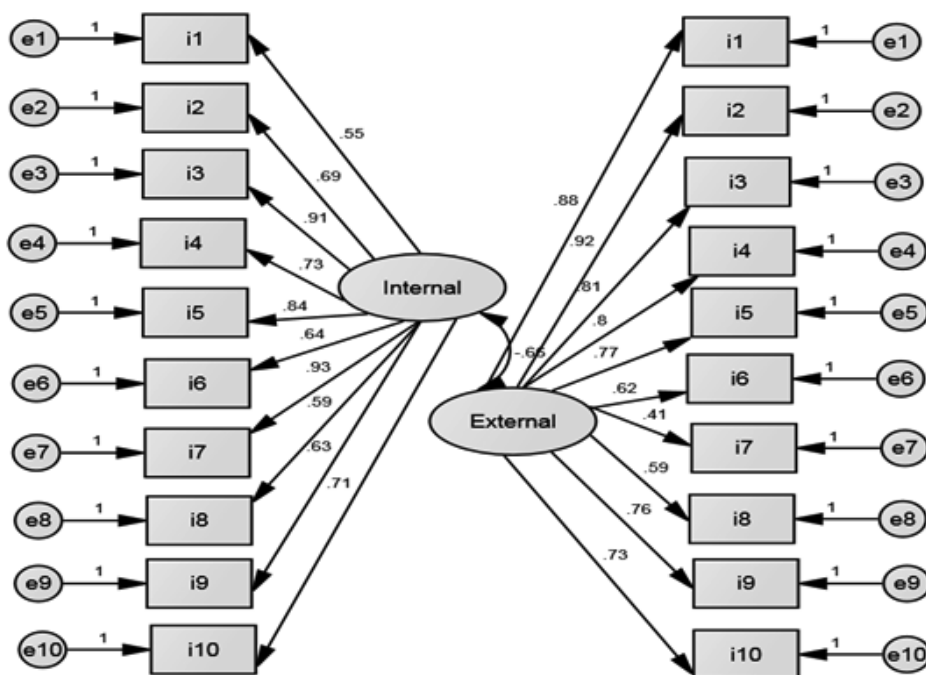 e1 1 i1 i1 1 e1
e2 1 i2 i2 1 e2
e3 1 i3 i3 1 e3
e4 1 i4 i4 1 e4
e5 1 i5 i5 1 e5
e6 1 i6 i6 1 e6
e7 1 i7 i7 1 e7
e8 1 i8 i8 1 e8
e9 1 i9 i9 1 e9
e10 1 i10 i10 1 e10
.55
.69
.91
.73
.84
.64
.93
.59
.63
.71
Internal
-.66
External
.88
.92
.81
.8
.77
.62
.41
.59
.76
.73